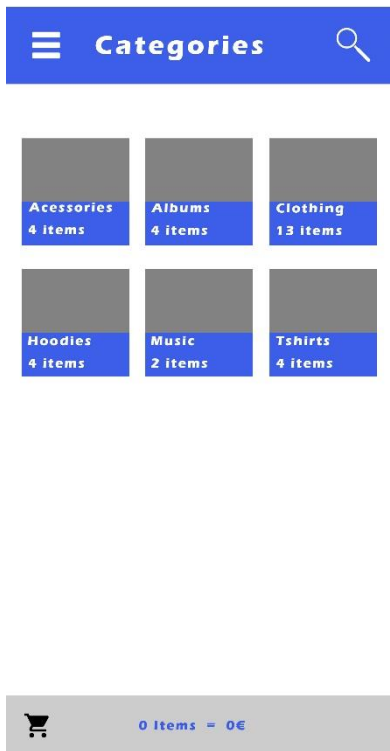 Categories
Acessories
4 items
Albums
4 items
Clothing
13 items
Hoodies
4 items
Music
2 items
Tshirts
4 items
0 Items = 0€